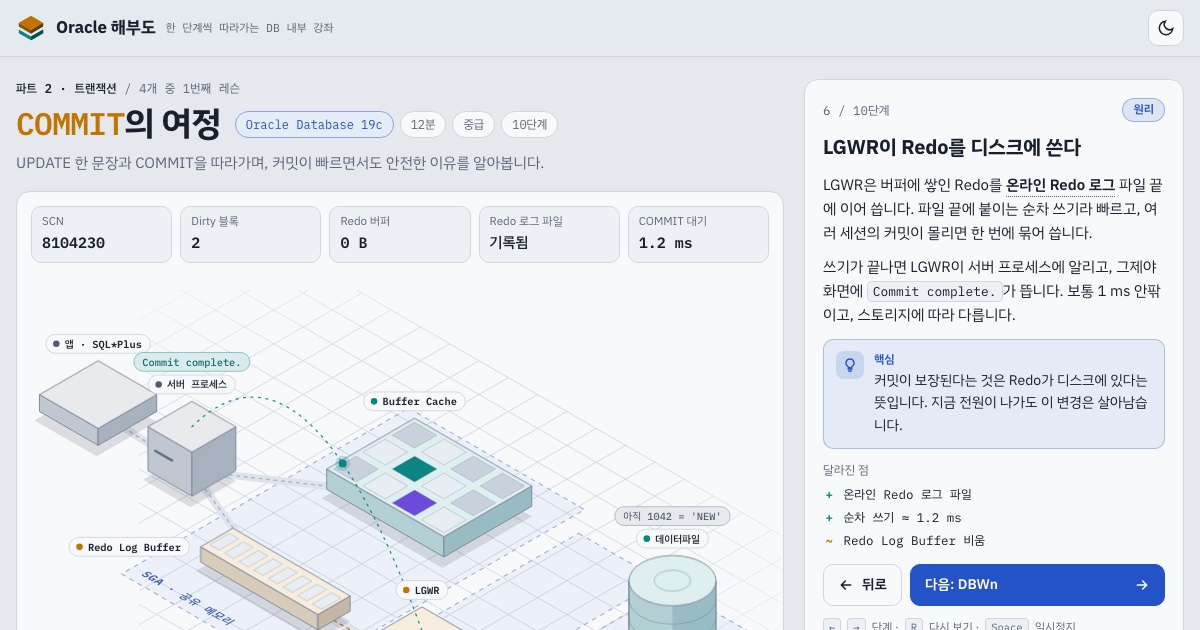 Oracle 해부도
한 단계씩 따라가는 DB 내부 강좌
파트 2 · 트랜잭션 / 4개 중 1번째 레슨
COMMIT의 여정
Oracle Database 19c
12분
중급
10단계
UPDATE 한 문장과 COMMIT을 따라가며, 커밋이 빠르면서도 안전한 이유를 알아봅니다.
SCN
8104230
Dirty 블록
2
Redo 버퍼
0 B
Redo 로그 파일
기록됨
COMMIT 대기
1.2 ms
앱 · SQL*Plus
Commit complete.
서버 프로세스
Buffer Cache
아직 1042 = 'NEW'
데이터파일
Redo Log Buffer
SGA · 공유 메모리
LGWR
6 / 10단계
원리
LGWR이 Redo를 디스크에 쓴다
LGWR은 버퍼에 쌓인 Redo를 온라인 Redo 로그 파일 끝
에 이어 씁니다. 파일 끝에 붙이는 순차 쓰기라 빠르고, 여
러 세션의 커밋이 몰리면 한 번에 묶어 씁니다.
쓰기가 끝나면 LGWR이 서버 프로세스에 알리고, 그제야
화면에 Commit complete.가 뜹니다. 보통 1 ms 안팎
이고, 스토리지에 따라 다릅니다.
핵심
커밋이 보장된다는 것은 Redo가 디스크에 있다는
뜻입니다. 지금 전원이 나가도 이 변경은 살아남습
니다.
달라진 점
+ 온라인 Redo 로그 파일
+ 순차 쓰기 ≈ 1.2 ms
~ Redo Log Buffer 비움
← 뒤로
다음: DBWn →
← → 단계 · R 다시 보기 · Space 일시정지